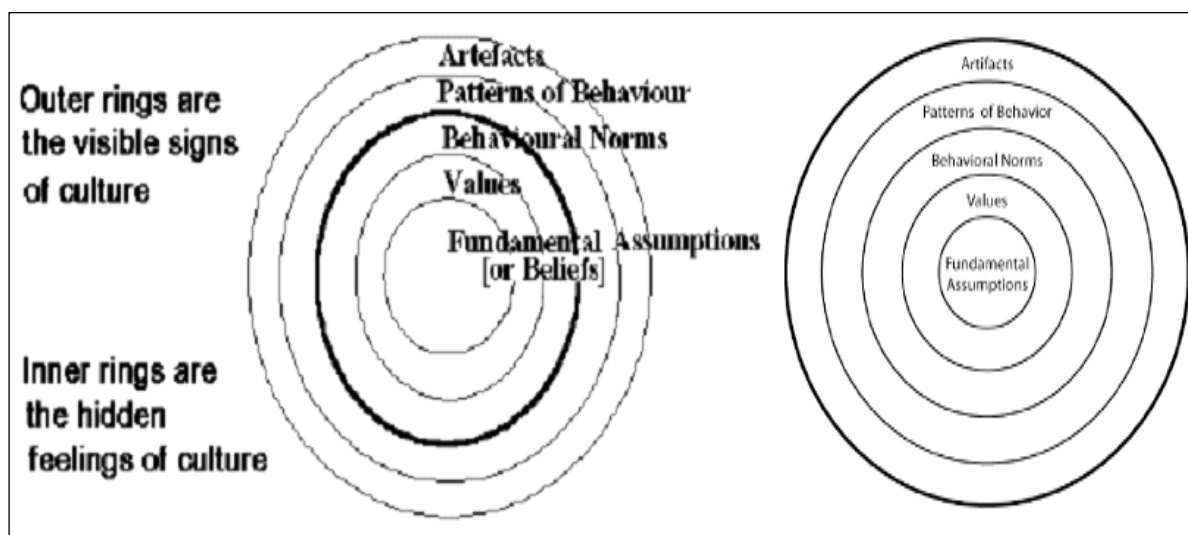 Outer rings are
the visible signs
of culture
Inner rings are
the hidden
feelings of culture
Artefacts
Patterns of Behaviour
Behavioural Norms
Values
Fundamental Assumptions
[or Beliefs]
Artifacts
Patterns of Behavior
Behavioral Norms
Values
Fundamental
Assumptions